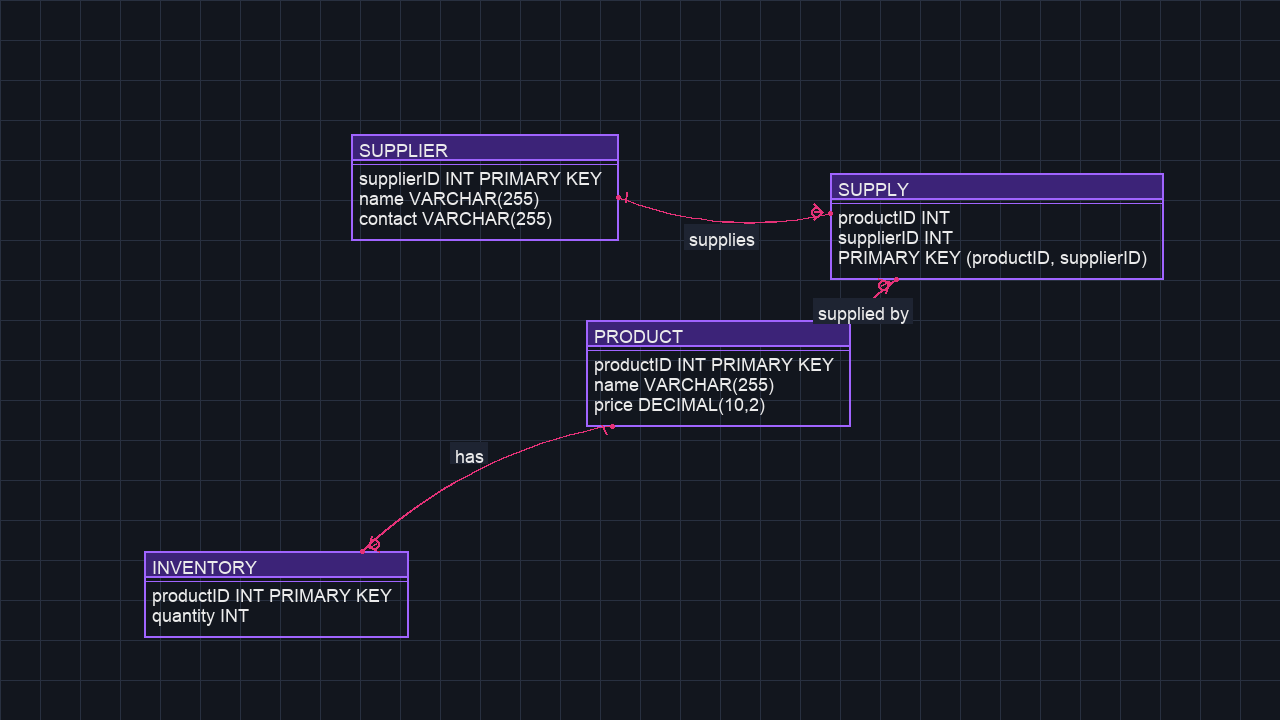 SUPPLIER
supplierID INT PRIMARY KEY
name VARCHAR(255)
contact VARCHAR(255)
supplies
SUPPLY
productID INT
supplierID INT
PRIMARY KEY (productID, supplierID)
supplied by
PRODUCT
productID INT PRIMARY KEY
name VARCHAR(255)
price DECIMAL(10,2)
has
INVENTORY
productID INT PRIMARY KEY
quantity INT